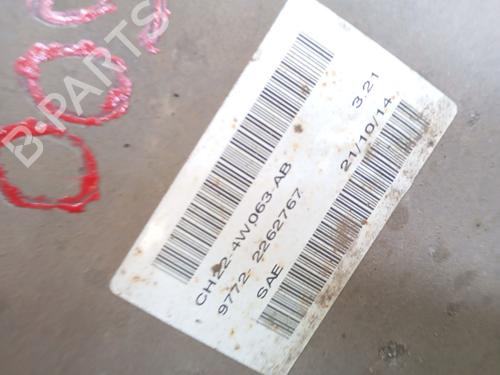 CH22-4W063-AB
9772 2262767
SAE
3.21
21/10/14
B-PARTS